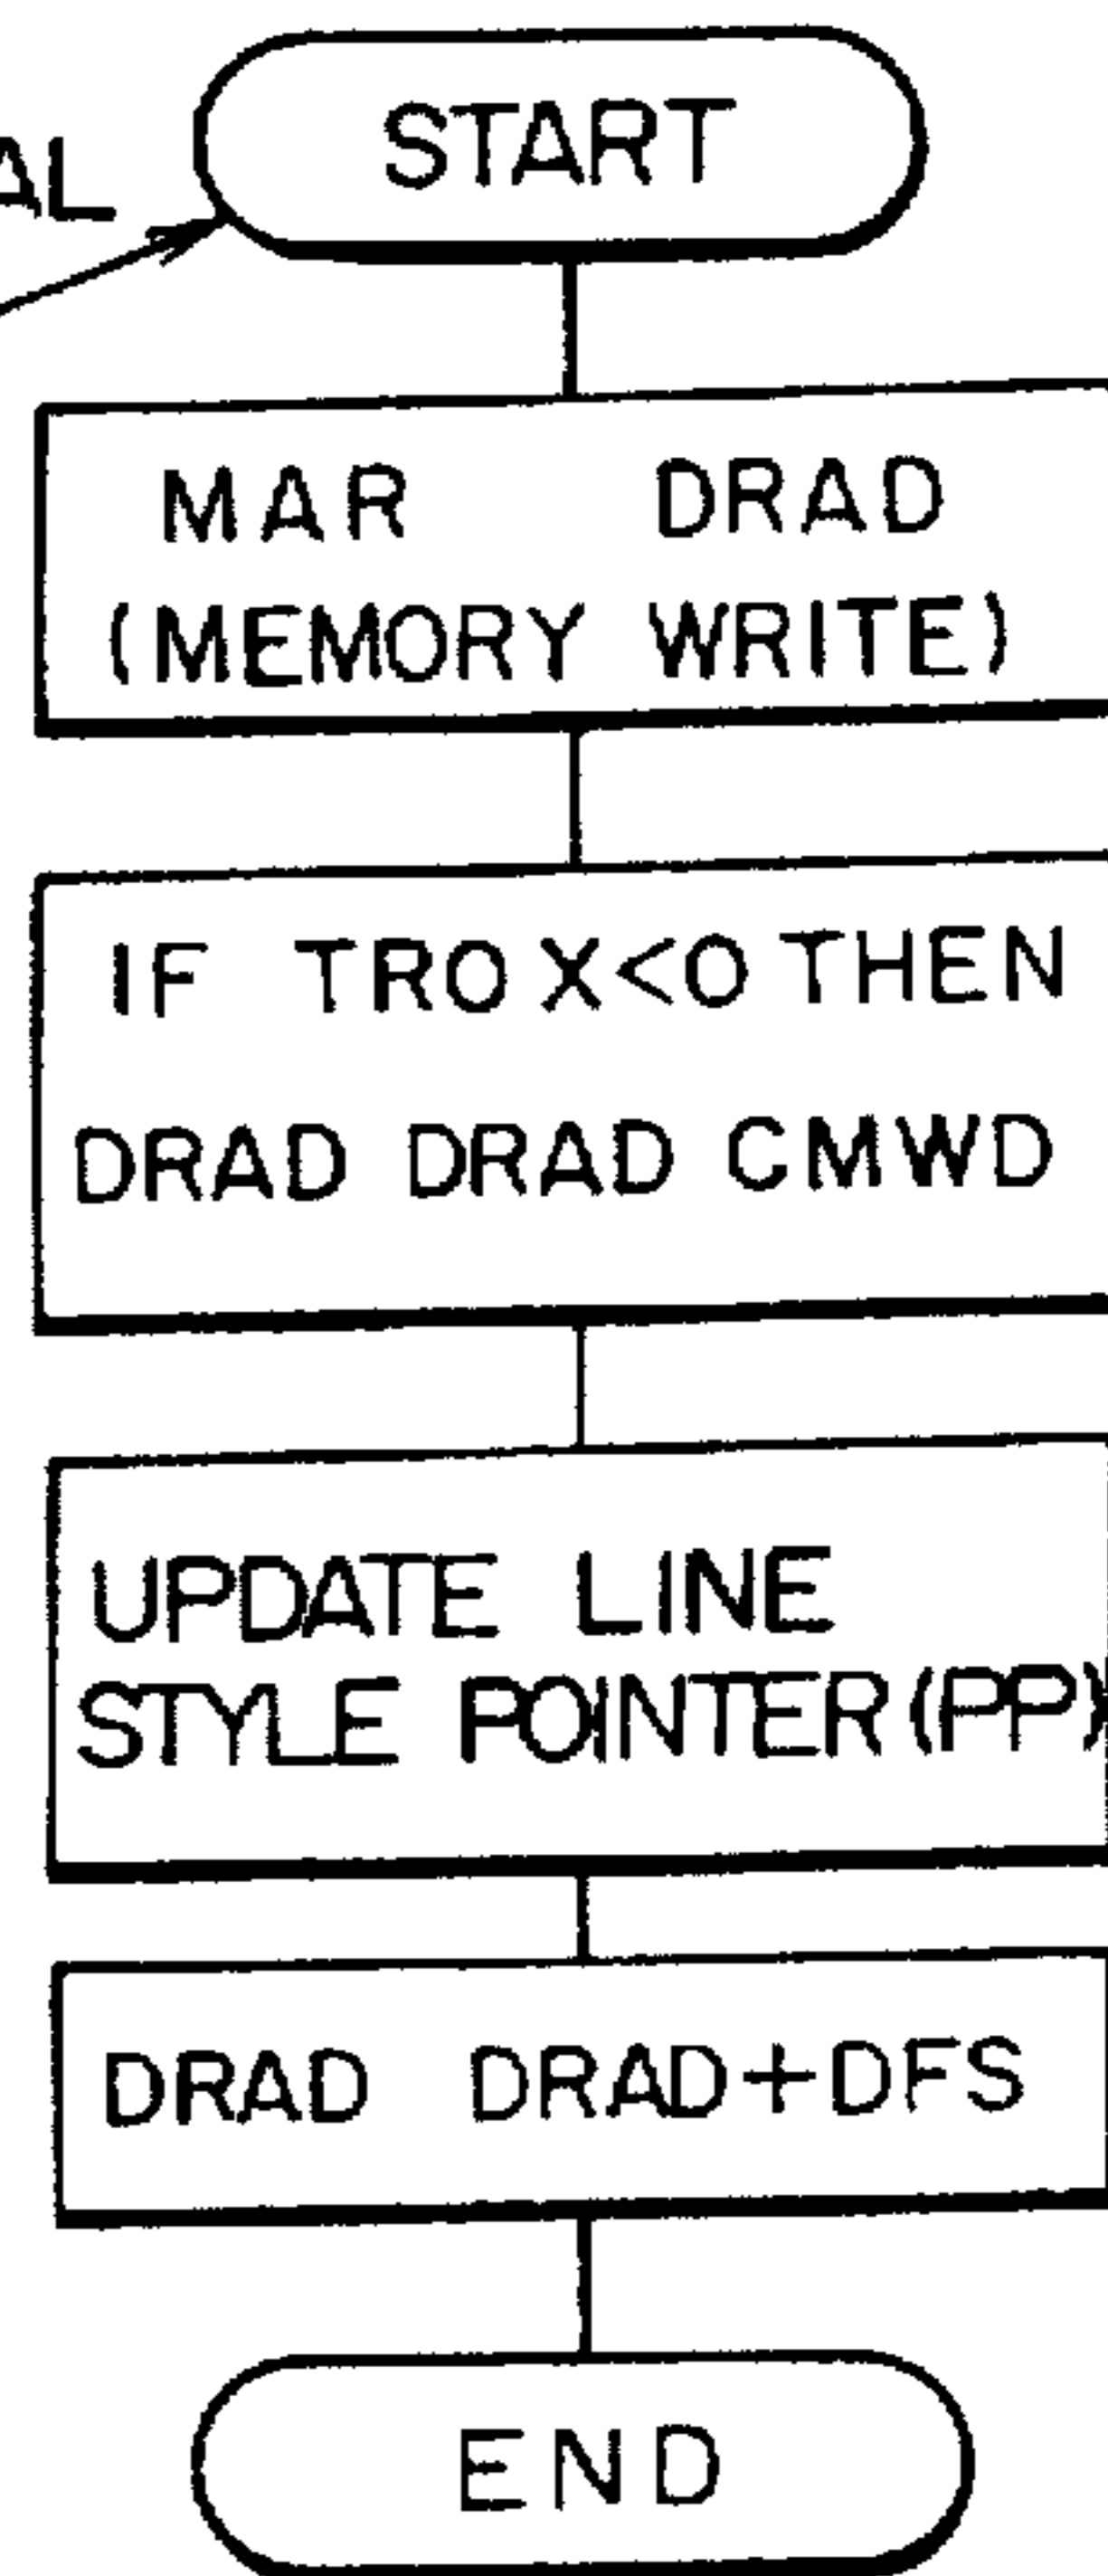 START
MAR DRAD
(MEMORY WRITE)
IF TROX<0 THEN
DRAD DRAD CMWD
UPDATE LINE
STYLE POINTER(PP)
DRAD DRAD+DFS
END